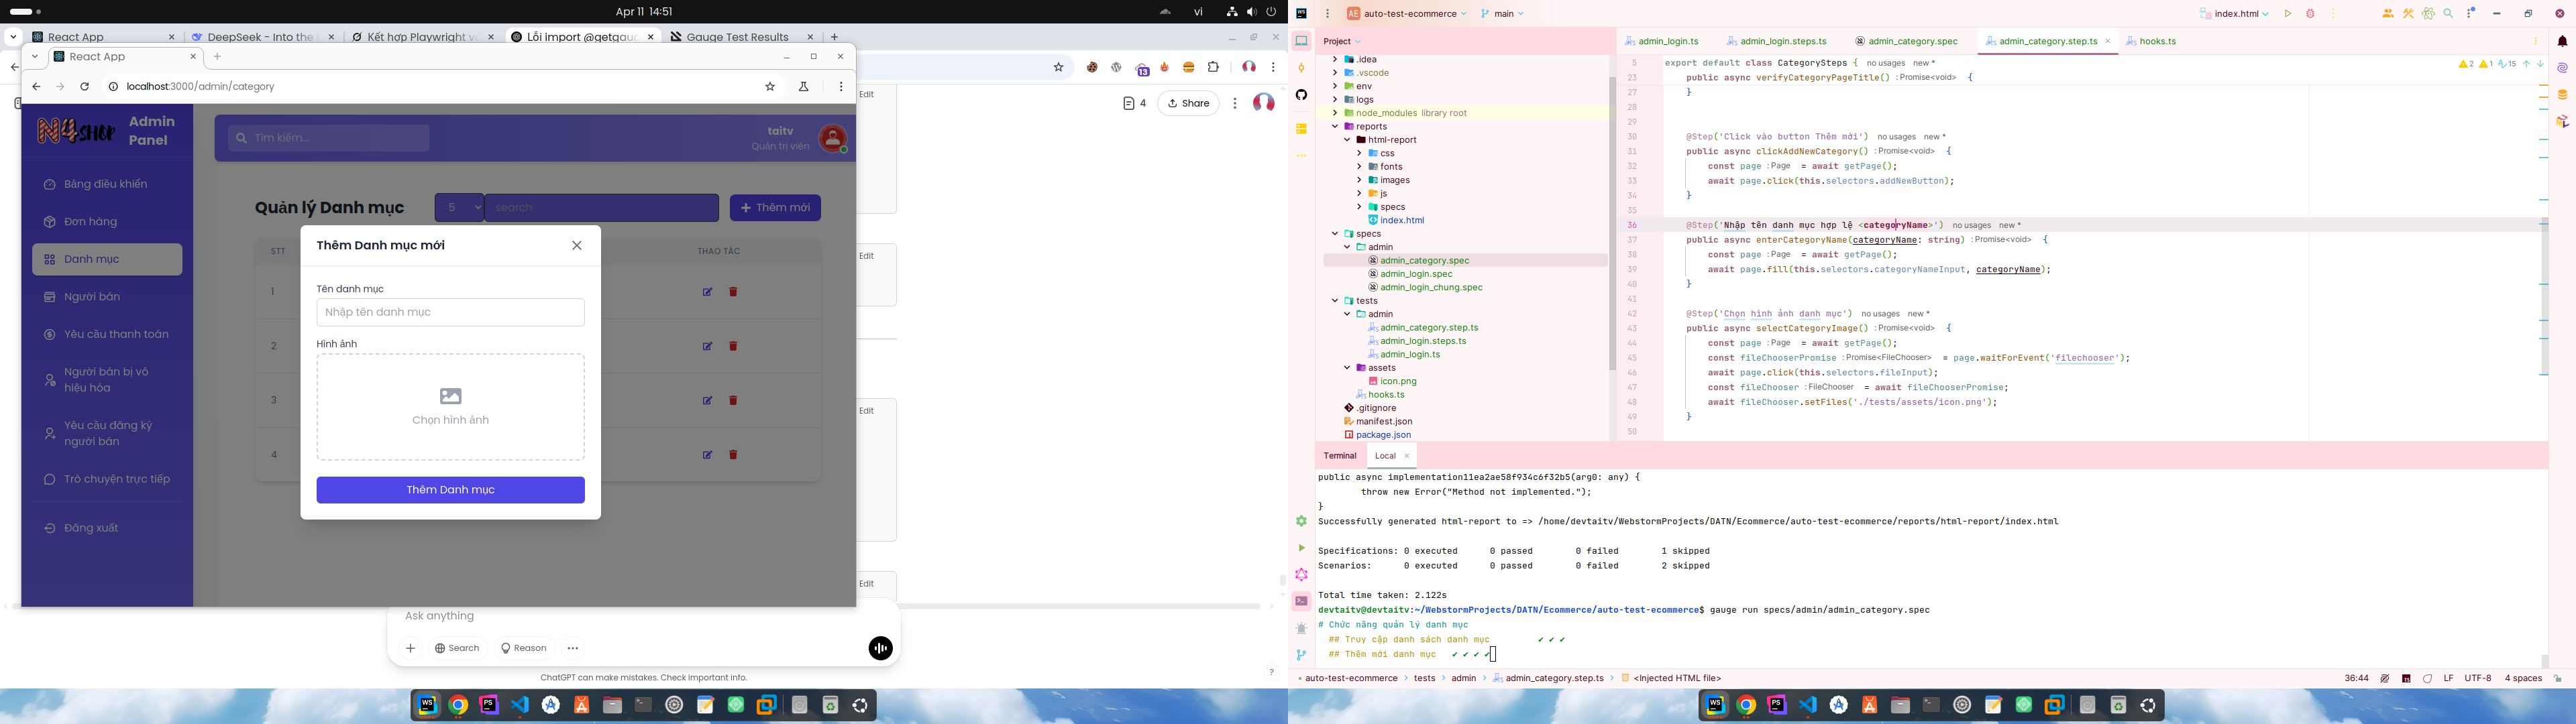 Apr 11 14:51
vi
React App
DeepSeek - Into the
Kết hợp Playwright vớ
Lỗi import @getgaug
Gauge Test Results
React App
localhost:3000/admin/category
13
Edit
4
Share
N4 SHOP
Admin Panel
Tìm kiếm...
taitv
Quản trị viên
Bảng điều khiển
Đơn hàng
Danh mục
Người bán
Yêu cầu thanh toán
Người bán bị vô hiệu hóa
Yêu cầu đăng ký người bán
Trò chuyện trực tiếp
Đăng xuất
Quản lý Danh mục
5
search
Thêm mới
STT
THAO TÁC
1
2
3
4
Thêm Danh mục mới
Tên danh mục
Nhập tên danh mục
Hình ảnh
Chọn hình ảnh
Thêm Danh mục
Edit
Edit
Edit
Ask anything
Search
Reason
ChatGPT can make mistakes. Check important info.
?
WS
AE auto-test-ecommerce
main
index.html
Project
.idea
.vscode
env
logs
node_modules library root
reports
html-report
css
fonts
images
js
specs
index.html
specs
admin
admin_category.spec
admin_login.spec
admin_login_chung.spec
tests
admin
admin_category.step.ts
admin_login.steps.ts
admin_login.ts
assets
icon.png
hooks.ts
.gitignore
manifest.json
package.json
admin_login.ts
admin_login.steps.ts
admin_category.spec
admin_category.step.ts
hooks.ts
2 1 15
5 export default class CategorySteps { no usages new *
23 public async verifyCategoryPageTitle() : Promise<void> {
27 }
28
29
30 @Step('Click vào button Thêm mới') no usages new *
31 public async clickAddNewCategory() : Promise<void> {
32 const page : Page = await getPage();
33 await page.click(this.selectors.addNewButton);
34 }
35
36 @Step('Nhập tên danh mục hợp lệ <categoryName>') no usages new *
37 public async enterCategoryName(categoryName: string) : Promise<void> {
38 const page : Page = await getPage();
39 await page.fill(this.selectors.categoryNameInput, categoryName);
40 }
41
42 @Step('Chọn hình ảnh danh mục') no usages new *
43 public async selectCategoryImage() : Promise<void> {
44 const page : Page = await getPage();
45 const fileChooserPromise : Promise<FileChooser> = page.waitForEvent('filechooser');
46 await page.click(this.selectors.fileInput);
47 const fileChooser : FileChooser = await fileChooserPromise;
48 await fileChooser.setFiles('./tests/assets/icon.png');
49 }
50
Terminal
Local
public async implementation11ea2ae58f934c6f32b5(arg0: any) {
throw new Error("Method not implemented.");
}
Successfully generated html-report to => /home/devtaitv/WebstormProjects/DATN/Ecommerce/auto-test-ecommerce/reports/html-report/index.html
Specifications: 0 executed 0 passed 0 failed 1 skipped
Scenarios: 0 executed 0 passed 0 failed 2 skipped
Total time taken: 2.122s
devtaitv@devtaitv:~/WebstormProjects/DATN/Ecommerce/auto-test-ecommerce$ gauge run specs/admin/admin_category.spec
# Chức năng quản lý danh mục
## Truy cập danh sách danh mục ✔ ✔ ✔
## Thêm mới danh mục ✔ ✔ ✔ ✔
auto-test-ecommerce > tests > admin > admin_category.step.ts > <Injected HTML file>
36:44
LF
UTF-8
4 spaces